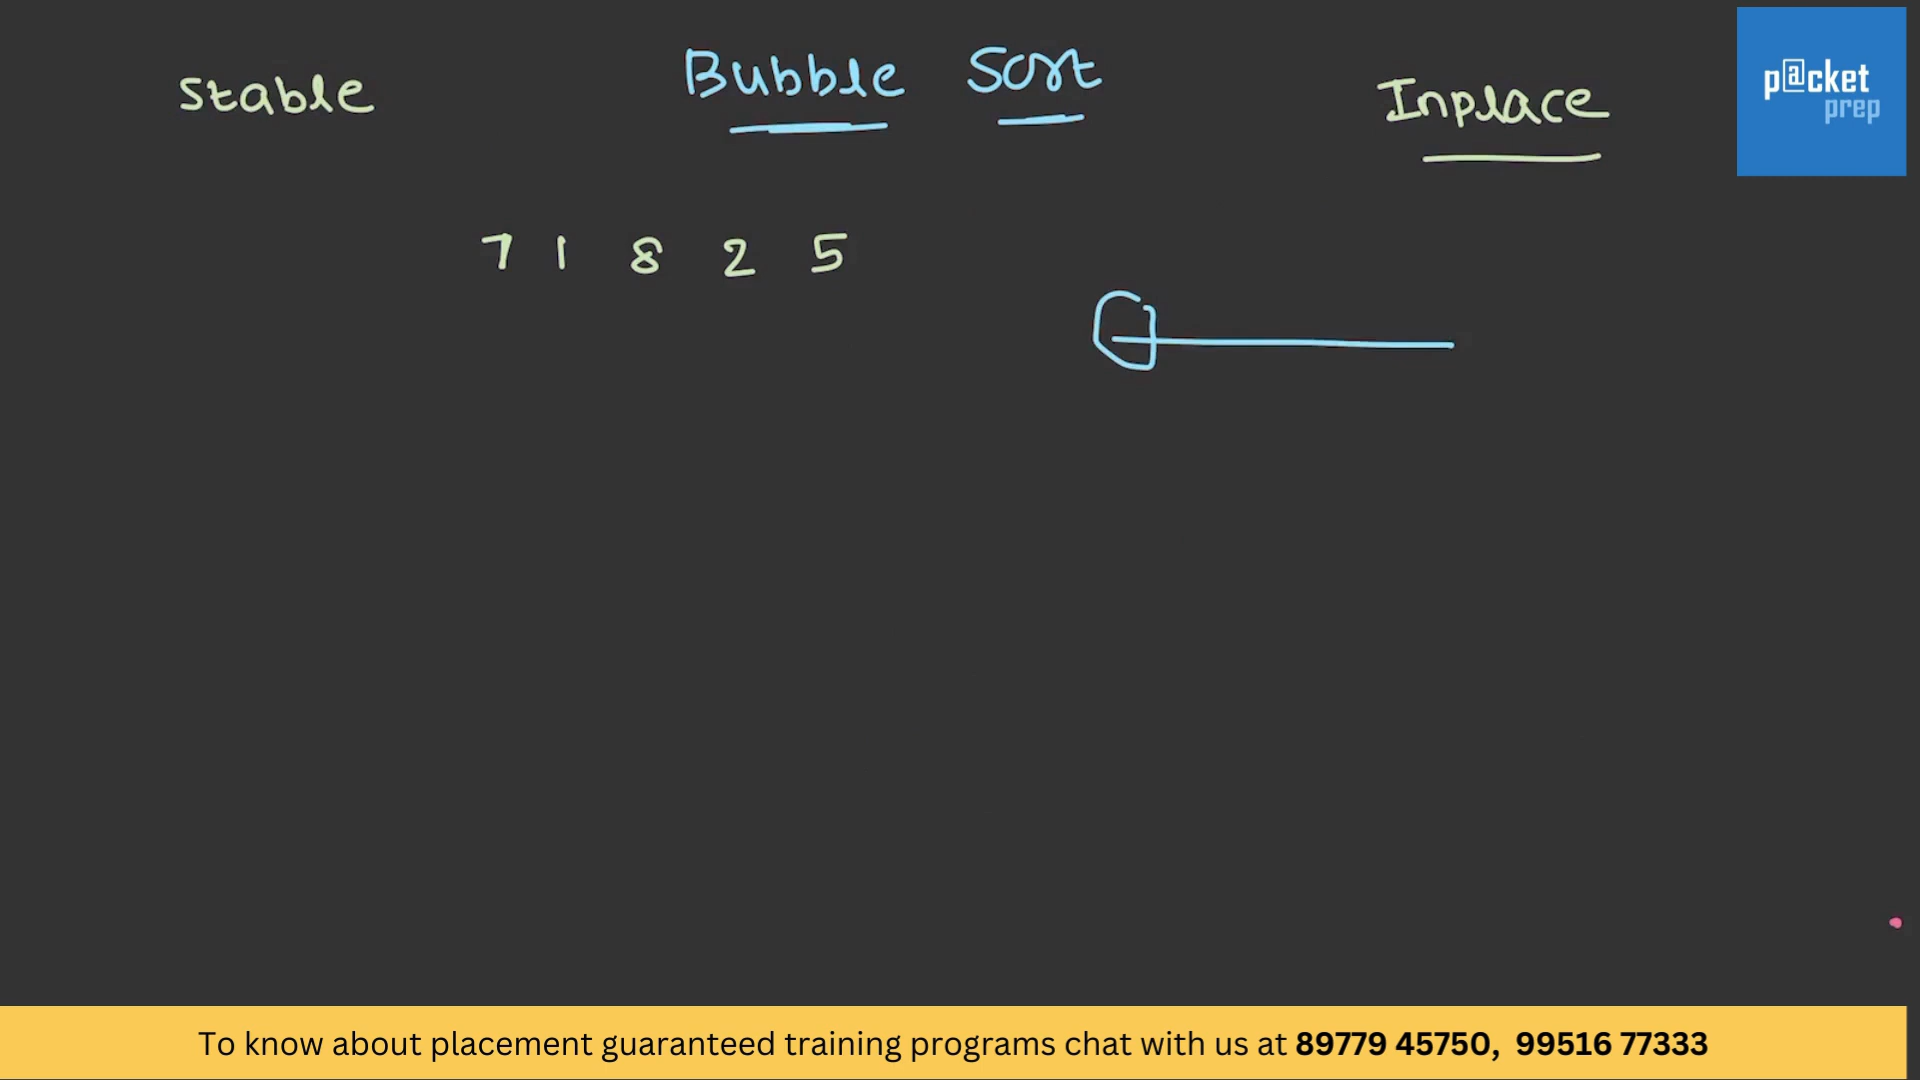 Stable
Bubble Sort
Inplace
p@cket
prep
7 1 8 2 5
To know about placement guaranteed training programs chat with us at 89779 45750, 99516 77333